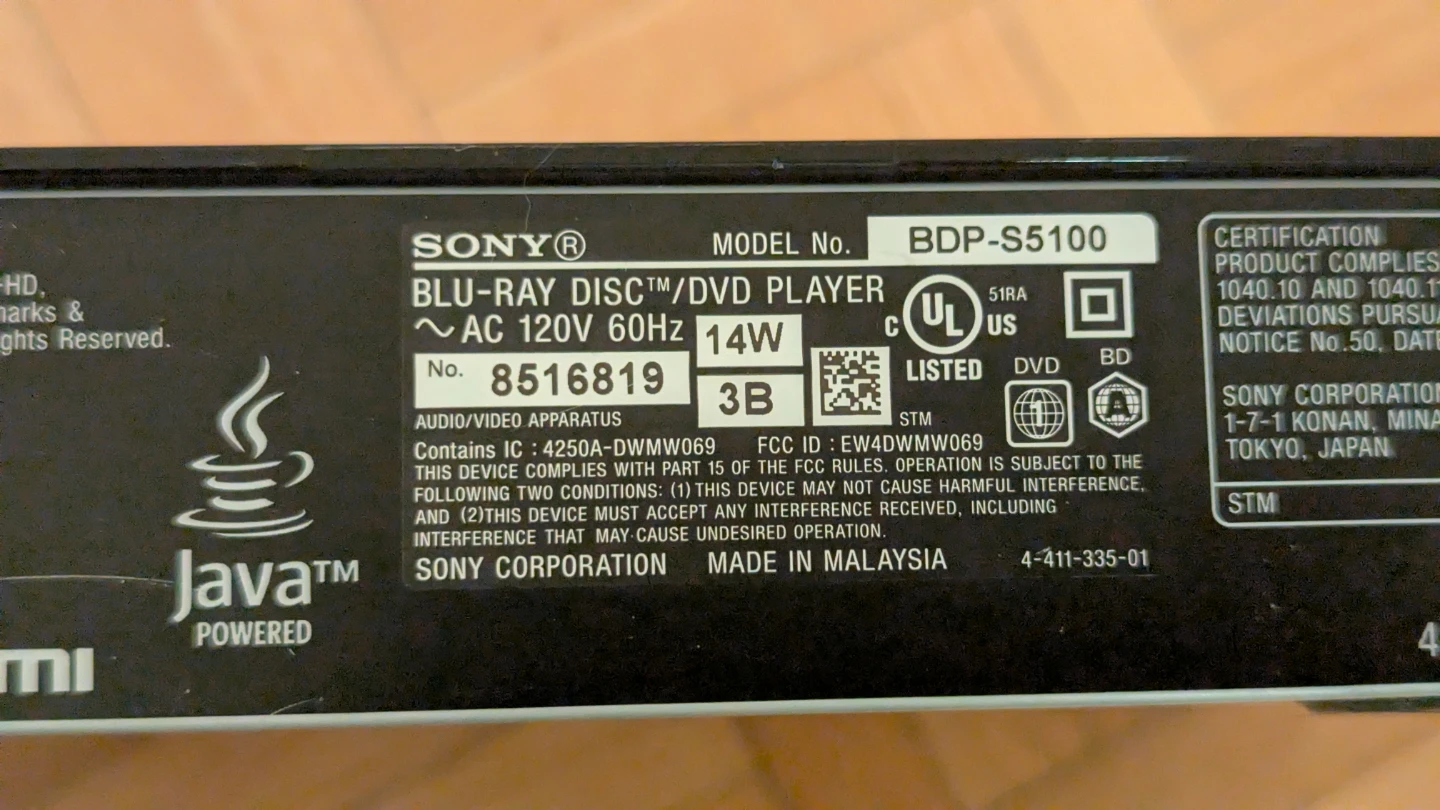 -HD,
marks &
ghts Reserved.
Java™
POWERED
SONY®
MODEL No. BDP-S5100
BLU-RAY DISC™/DVD PLAYER
~ AC 120V 60Hz 14W
No. 8516819 3B
C UL US 51RA
LISTED
DVD
1
BD
A
AUDIO/VIDEO APPARATUS
STM
Contains IC : 4250A-DWMW069 FCC ID : EW4DWMW069
THIS DEVICE COMPLIES WITH PART 15 OF THE FCC RULES. OPERATION IS SUBJECT TO THE
FOLLOWING TWO CONDITIONS: (1) THIS DEVICE MAY NOT CAUSE HARMFUL INTERFERENCE,
AND (2)THIS DEVICE MUST ACCEPT ANY INTERFERENCE RECEIVED, INCLUDING
INTERFERENCE THAT MAY CAUSE UNDESIRED OPERATION.
SONY CORPORATION MADE IN MALAYSIA 4-411-335-01
CERTIFICATION
PRODUCT COMPLIES
1040.10 AND 1040.11
DEVIATIONS PURSUA
NOTICE No.50, DATE
SONY CORPORATION
1-7-1 KONAN, MINA
TOKYO, JAPAN
STM